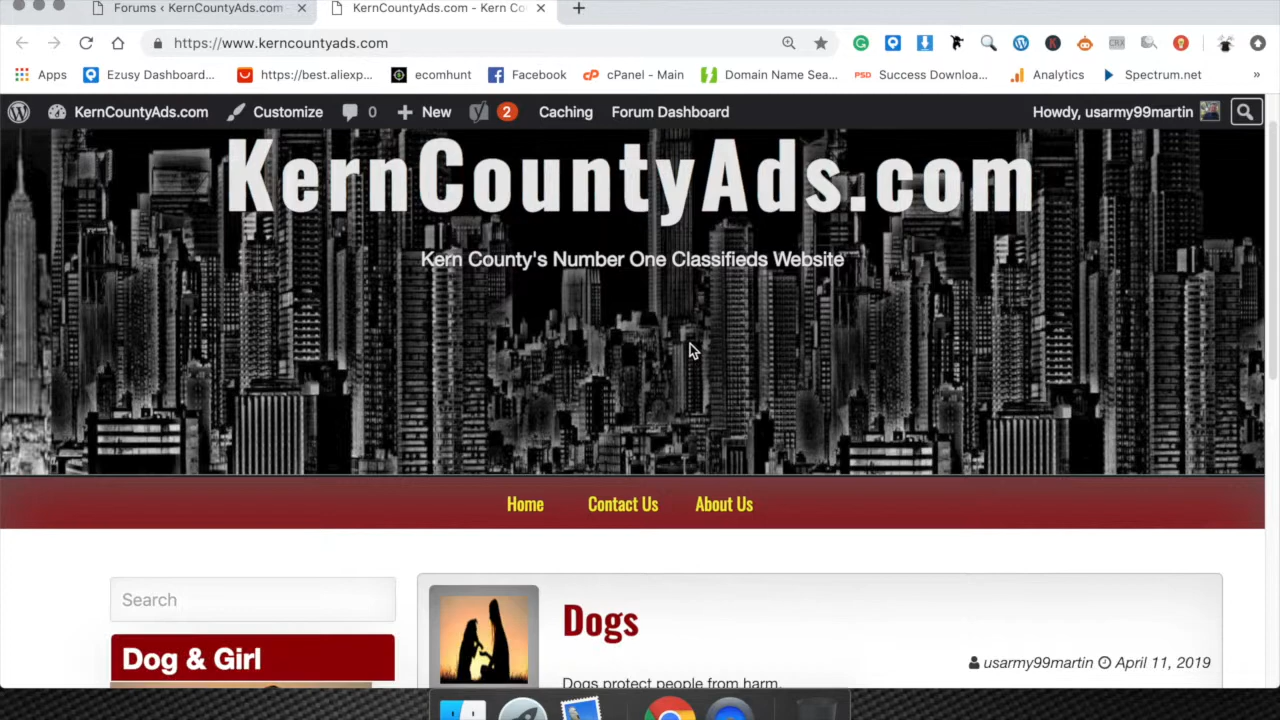 Forums ‹ KernCountyAds.com
KernCountyAds.com - Kern Co
https://www.kerncountyads.com
Apps
Ezusy Dashboard...
https://best.aliexp...
ecomhunt
Facebook
cP cPanel - Main
Domain Name Sea...
PSD Success Downloa...
Analytics
Spectrum.net
»
CRX
KernCountyAds.com
Customize
0
New
2
Caching
Forum Dashboard
Howdy, usarmy99martin
KernCountyAds.com
Kern County's Number One Classifieds Website
Home
Contact Us
About Us
Search
Dog & Girl
Dogs
usarmy99martin April 11, 2019
Dogs protect people from harm.